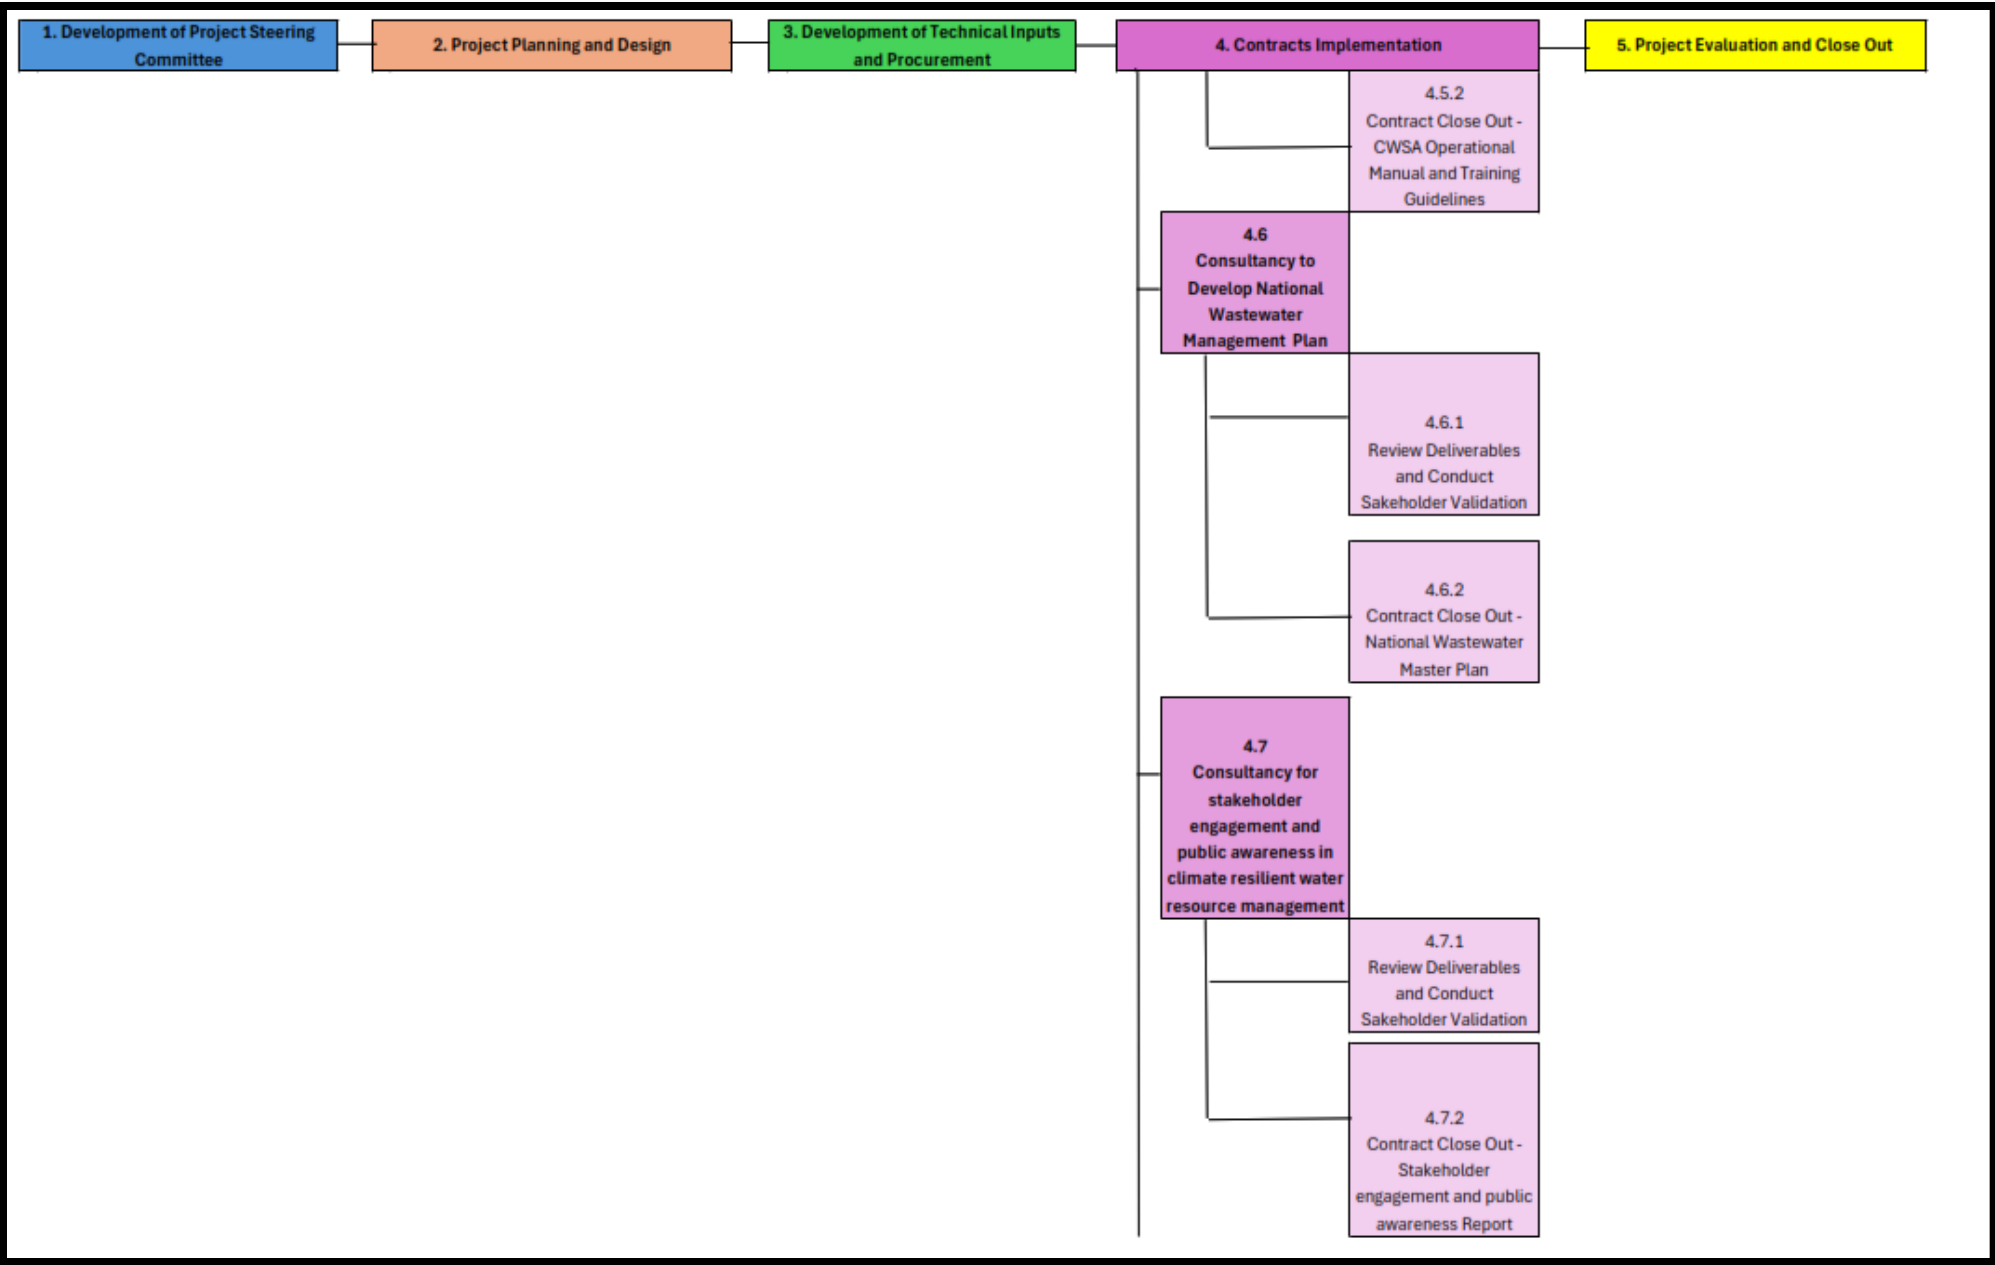 1. Development of Project Steering
Committee
2. Project Planning and Design
3. Development of Technical Inputs
and Procurement
4. Contracts Implementation
5. Project Evaluation and Close Out
4.5.2
Contract Close Out -
CWSA Operational
Manual and Training
Guidelines
4.6
Consultancy to
Develop National
Wastewater
Management Plan
4.6.1
Review Deliverables
and Conduct
Sakeholder Validation
4.6.2
Contract Close Out -
National Wastewater
Master Plan
4.7
Consultancy for
stakeholder
engagement and
public awareness in
climate resilient water
resource management
4.7.1
Review Deliverables
and Conduct
Sakeholder Validation
4.7.2
Contract Close Out -
Stakeholder
engagement and public
awareness Report